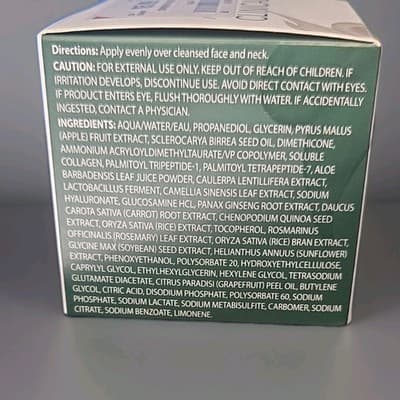 Directions: Apply evenly over cleansed face and neck.
CAUTION: FOR EXTERNAL USE ONLY. KEEP OUT OF REACH OF CHILDREN. IF
IRRITATION DEVELOPS, DISCONTINUE USE. AVOID DIRECT CONTACT WITH EYES.
IF PRODUCT ENTERS EYE, FLUSH THOROUGHLY WITH WATER. IF ACCIDENTALLY
INGESTED, CONTACT A PHYSICIAN.
INGREDIENTS: AQUA/WATER/EAU, PROPANEDIOL, GLYCERIN, PYRUS MALUS
(APPLE) FRUIT EXTRACT, SCLEROCARYA BIRREA SEED OIL, DIMETHICONE,
AMMONIUM ACRYLOYLDIMETHYLTAURATE/VP COPOLYMER, SOLUBLE
COLLAGEN, PALMITOYL TRIPEPTIDE-1, PALMITOYL TETRAPEPTIDE-7, ALOE
BARBADENSIS LEAF JUICE POWDER, CAULERPA LENTILLIFERA EXTRACT,
LACTOBACILLUS FERMENT, CAMELLIA SINENSIS LEAF EXTRACT, SODIUM
HYALURONATE, GLUCOSAMINE HCL, PANAX GINSENG ROOT EXTRACT, DAUCUS
CAROTA SATIVA (CARROT) ROOT EXTRACT, CHENOPODIUM QUINOA SEED
EXTRACT, ORYZA SATIVA (RICE) EXTRACT, TOCOPHEROL, ROSMARINUS
OFFICINALIS (ROSEMARY) LEAF EXTRACT, ORYZA SATIVA (RICE) BRAN EXTRACT,
GLYCINE MAX (SOYBEAN) SEED EXTRACT, HELIANTHUS ANNUUS (SUNFLOWER)
EXTRACT, PHENOXYETHANOL, POLYSORBATE 20, HYDROXYETHYLCELLULOSE,
CAPRYLYL GLYCOL, ETHYLHEXYLGLYCERIN, HEXYLENE GLYCOL, TETRASODIUM
GLUTAMATE DIACETATE, CITRUS PARADISI (GRAPEFRUIT) PEEL OIL, BUTYLENE
GLYCOL, CITRIC ACID, DISODIUM PHOSPHATE, POLYSORBATE 60, SODIUM
PHOSPHATE, SODIUM LACTATE, SODIUM METABISULFITE, CARBOMER, SODIUM
CITRATE, SODIUM BENZOATE, LIMONENE.